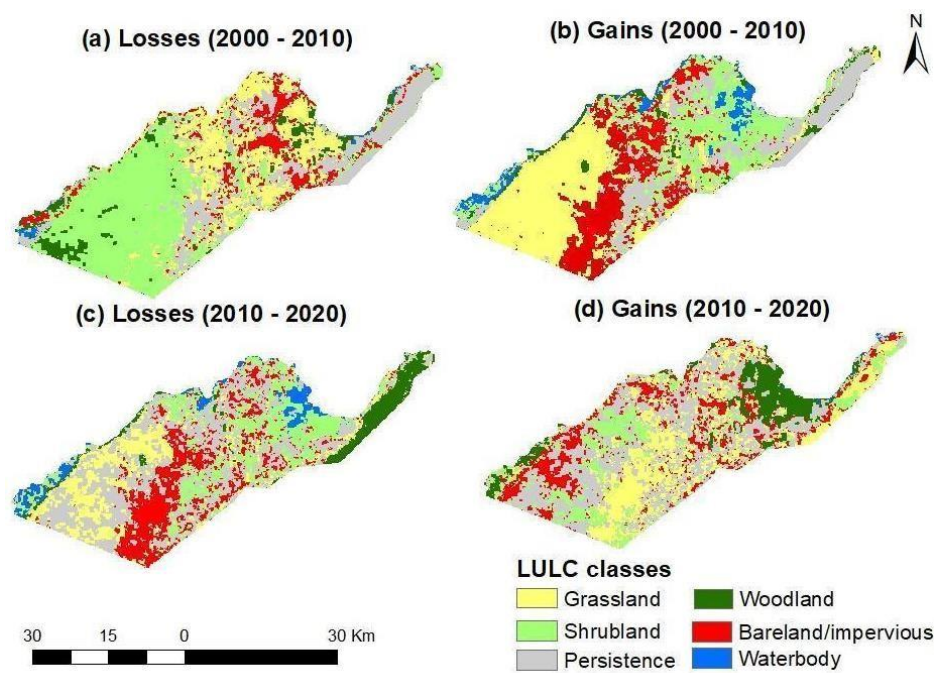 (a) Losses (2000 - 2010)
(b) Gains (2000 - 2010)
N
(c) Losses (2010 - 2020)
(d) Gains (2010 - 2020)
LULC classes
Grassland
Woodland
Shrubland
Bareland/impervious
Persistence
Waterbody
30 15 0 30 Km